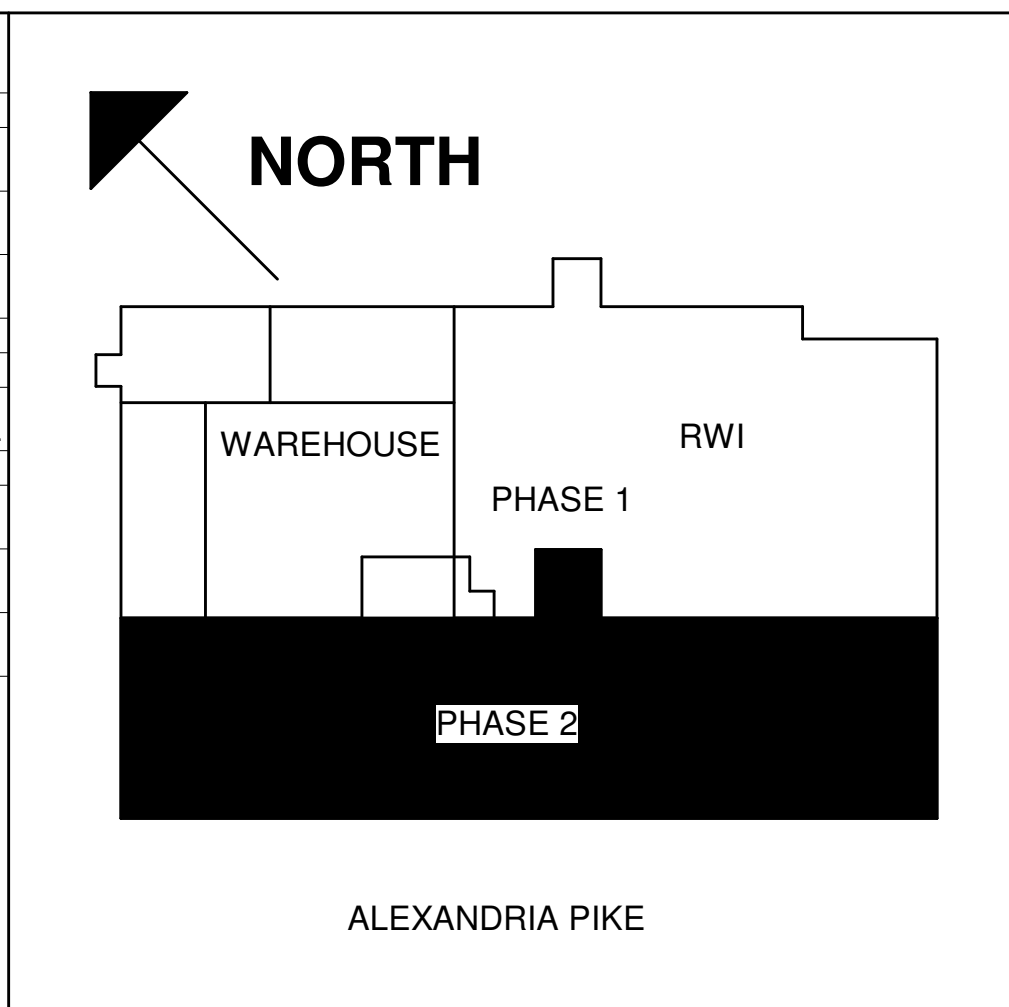 NORTH
RWI
WAREHOUSE
PHASE 1
PHASE 2
ALEXANDRIA PIKE